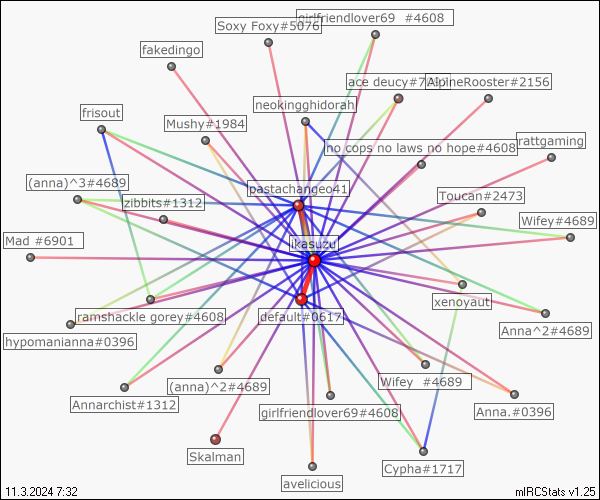 girlfriendlover69 #4608
Soxy Foxy#5076
fakedingo
ace deucy#7
AlpineRooster#2156
neokingghidorah
frisout
Mushy#1984
no cops no laws no hope#4608
rattgaming
(anna)^3#4689
pastachangeo41
Toucan#2473
zibbits#1312
Wifey#4689
Mad #6901
ikasuzu
xenoyaut
ramshackle gorey#4608
default#0617
Anna^2#4689
hypomanianna#0396
(anna)^2#4689
Wifey #4689
Annarchist#1312
girlfriendlover69#4608
Anna.#0396
Skalman
Cypha#1717
avelicious
11.3.2024 7:32
mIRCStats v1.25